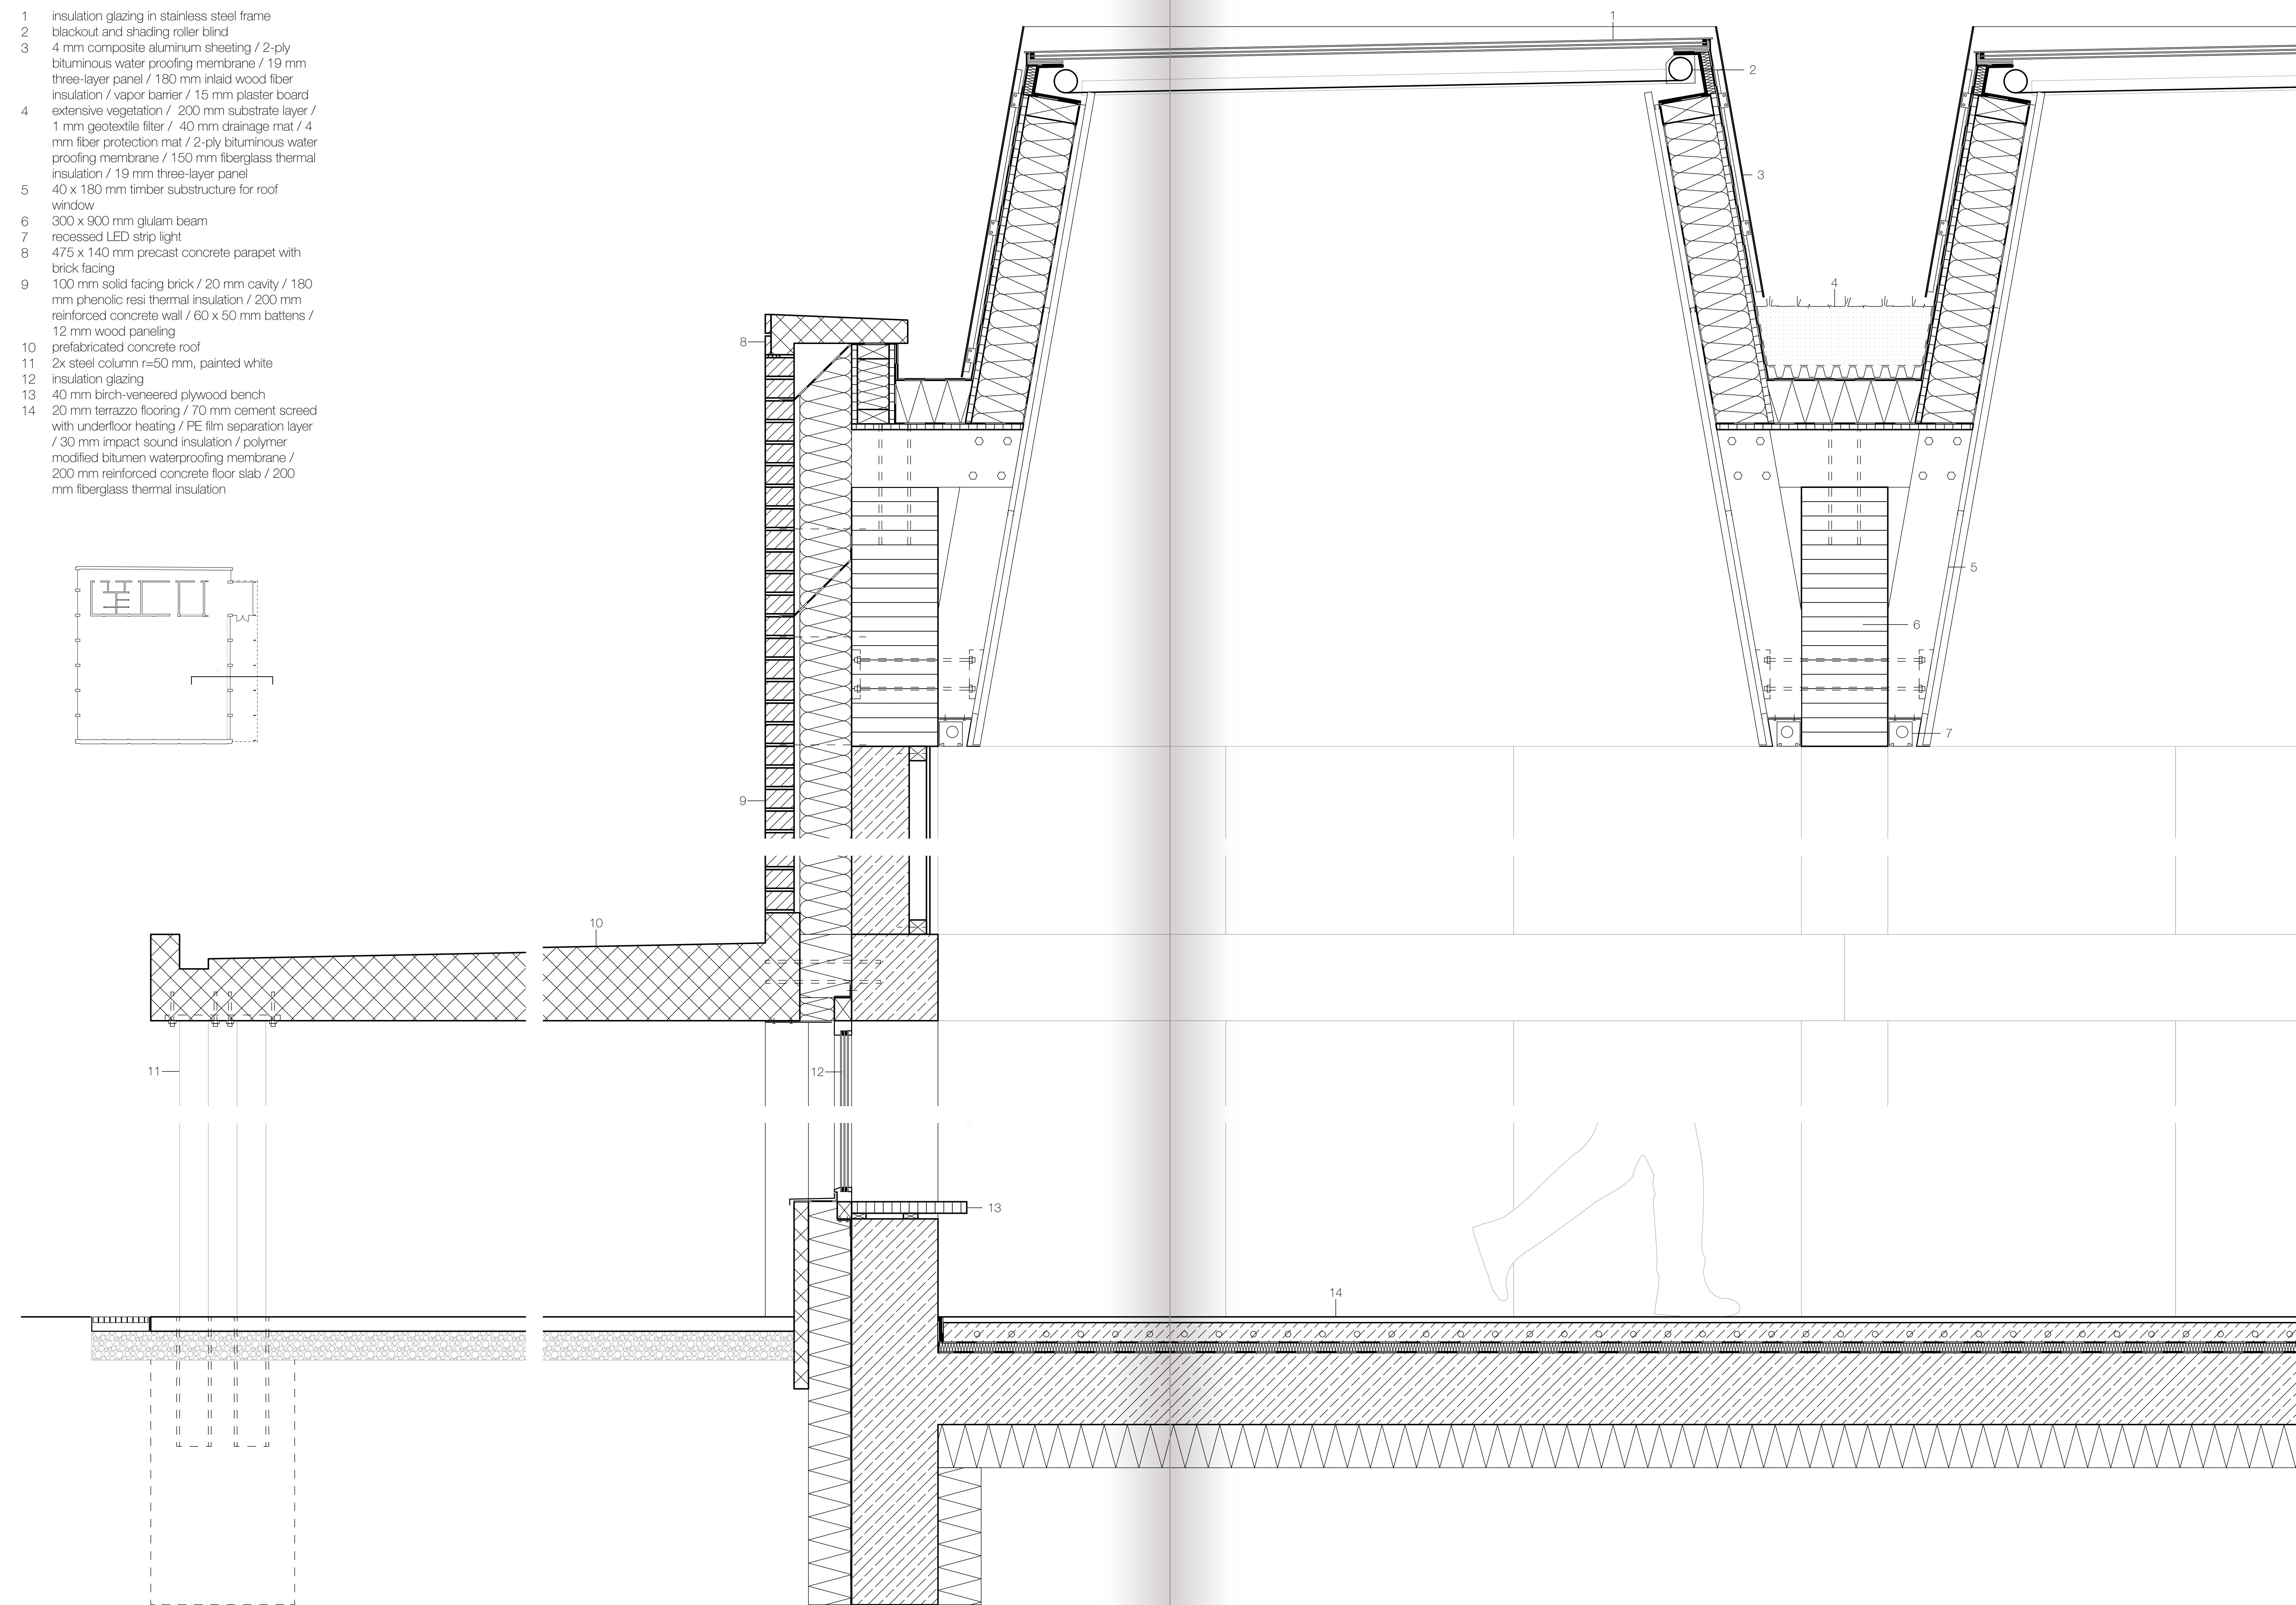 1 insulation glazing in stainless steel frame
2 blackout and shading roller blind
3 4 mm composite aluminum sheeting / 2-ply
bituminous water proofing membrane / 19 mm
three-layer panel / 180 mm inlaid wood fiber
insulation / vapor barrier / 15 mm plaster board
4 extensive vegetation / 200 mm substrate layer /
1 mm geotextile filter / 40 mm drainage mat / 4
mm fiber protection mat / 2-ply bituminous water
proofing membrane / 150 mm fiberglass thermal
insulation / 19 mm three-layer panel
5 40 x 180 mm timber substructure for roof
window
6 300 x 900 mm glulam beam
7 recessed LED strip light
8 475 x 140 mm precast concrete parapet with
brick facing
9 100 mm solid facing brick / 20 mm cavity / 180
mm phenolic resi thermal insulation / 200 mm
reinforced concrete wall / 60 x 50 mm battens /
12 mm wood paneling
10 prefabricated concrete roof
11 2x steel column r=50 mm, painted white
12 insulation glazing
13 40 mm birch-veneered plywood bench
14 20 mm terrazzo flooring / 70 mm cement screed
with underfloor heating / PE film separation layer
/ 30 mm impact sound insulation / polymer
modified bitumen waterproofing membrane /
200 mm reinforced concrete floor slab / 200
mm fiberglass thermal insulation
1
2
3
4
8
5
6
7
9
10
11
12
13
14